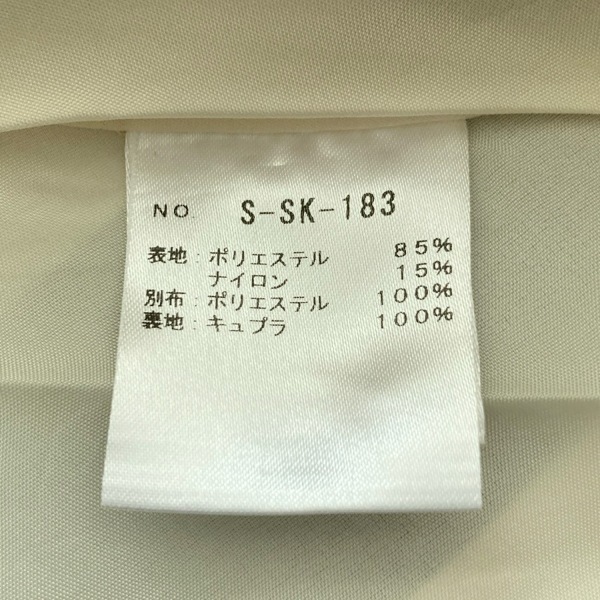 NO. S-SK-183
表地:ポリエステル 85%
ナイロン 15%
別布:ポリエステル 100%
裏地:キュプラ 100%